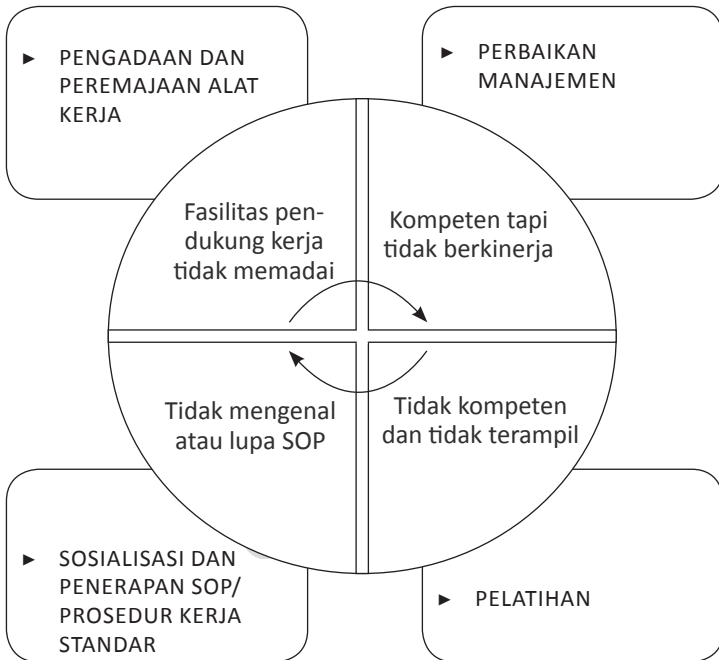 ► PENGADAAN DAN
PEREMAJAAN ALAT
KERJA
► PERBAIKAN
MANAJEMEN
Fasilitas pen-
dukung kerja
tidak memadai
Kompeten tapi
tidak berkinerja
Tidak mengenal
atau lupa SOP
Tidak kompeten
dan tidak terampil
► SOSIALISASI DAN
PENERAPAN SOP/
PROSEDUR KERJA
STANDAR
► PELATIHAN